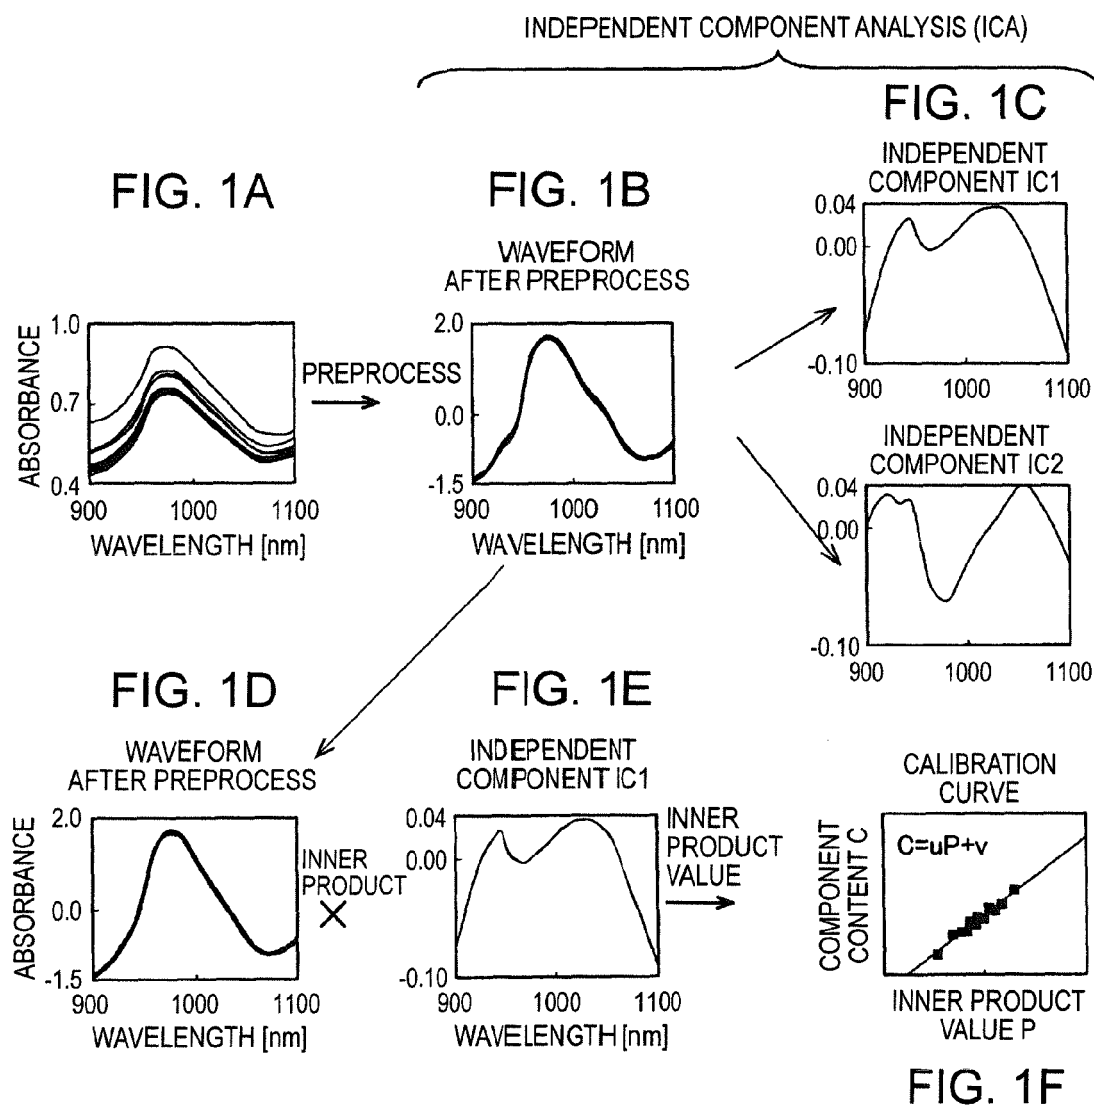 INDEPENDENT COMPONENT ANALYSIS (ICA)
FIG. 1A
ABSORBANCE
1.0
0.7
0.4
900
1000
1100
WAVELENGTH [nm]
PREPROCESS
FIG. 1B
WAVEFORM
AFTER PREPROCESS
2.0
0.0
-1.5
900
1000
1100
WAVELENGTH [nm]
FIG. 1C
INDEPENDENT
COMPONENT IC1
0.04
0.00
-0.10
900
1000
1100
INDEPENDENT
COMPONENT IC2
0.04
0.00
-0.10
900
1000
1100
FIG. 1D
WAVEFORM
AFTER PREPROCESS
ABSORBANCE
2.0
0.0
-1.5
900
1000
1100
WAVELENGTH [nm]
INNER
PRODUCT
×
FIG. 1E
INDEPENDENT
COMPONENT IC1
0.04
0.00
-0.10
900
1000
1100
WAVELENGTH [nm]
INNER
PRODUCT
VALUE
CALIBRATION
CURVE
COMPONENT
CONTENT C
C=uP+v
INNER PRODUCT
VALUE P
FIG. 1F